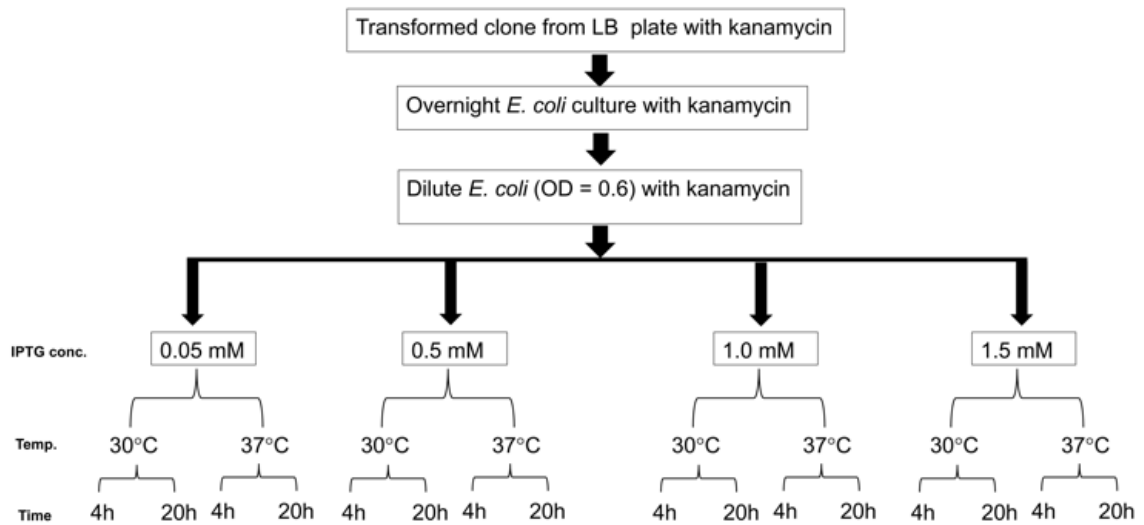 Transformed clone from LB plate with kanamycin
Overnight E. coli culture with kanamycin
Dilute E. coli (OD = 0.6) with kanamycin
IPTG conc. 0.05 mM 0.5 mM 1.0 mM 1.5 mM
Temp. 30°C 37°C 30°C 37°C 30°C 37°C 30°C 37°C
Time 4h 20h 4h 20h 4h 20h 4h 20h 4h 20h 4h 20h 4h 20h 4h 20h